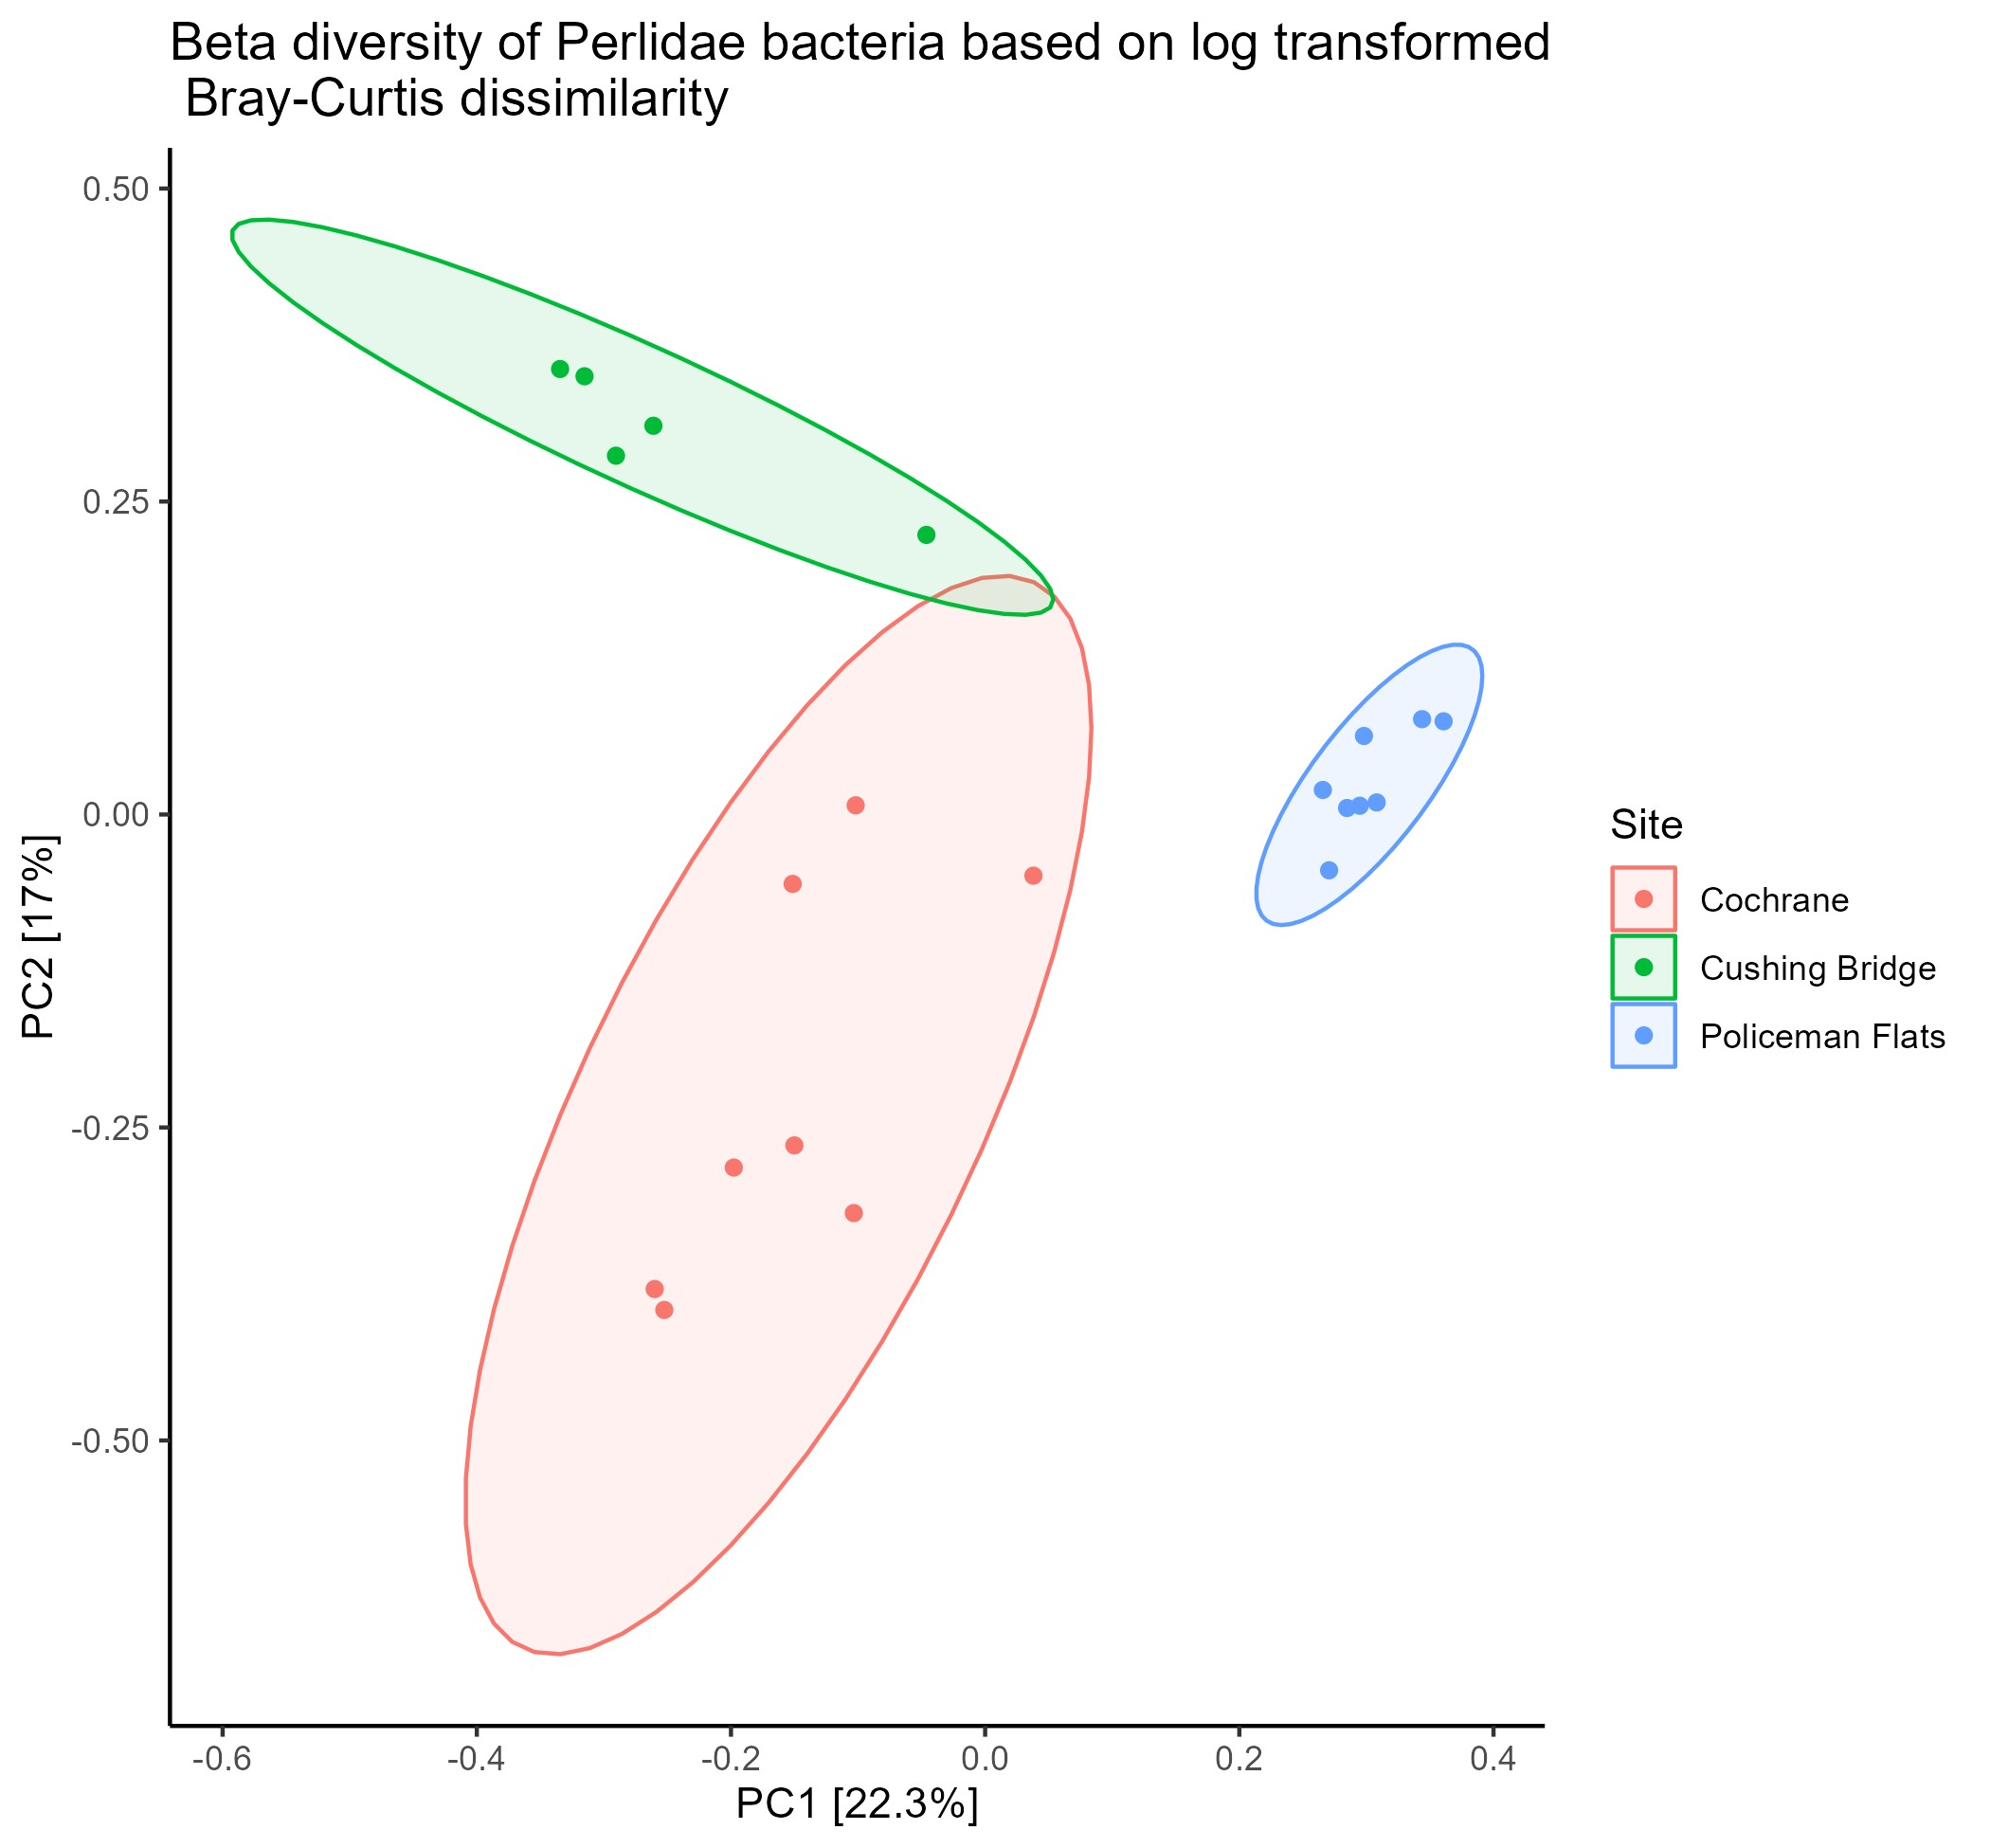 Beta diversity of Perlidae bacteria based on log transformed
Bray-Curtis dissimilarity
0.50
0.25
0.00
-0.25
-0.50
PC2 [17%]
-0.6
-0.4
-0.2
0.0
0.2
0.4
PC1 [22.3%]
Site
Cochrane
Cushing Bridge
Policeman Flats